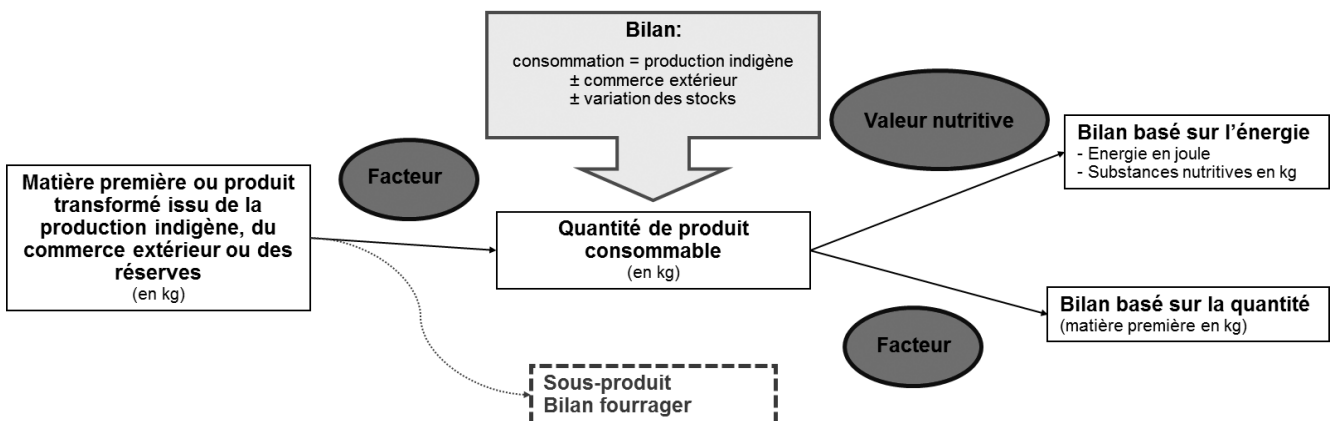 Bilan:
consommation = production indigène
± commerce extérieur
± variation des stocks
Valeur nutritive
Bilan basé sur l'énergie
- Energie en joule
- Substances nutritives en kg
Facteur
Matière première ou produit
transformé issu de la
production indigène, du
commerce extérieur ou des
réserves
(en kg)
Quantité de produit
consommable
(en kg)
Bilan basé sur la quantité
(matière première en kg)
Facteur
Sous-produit
Bilan fourrager